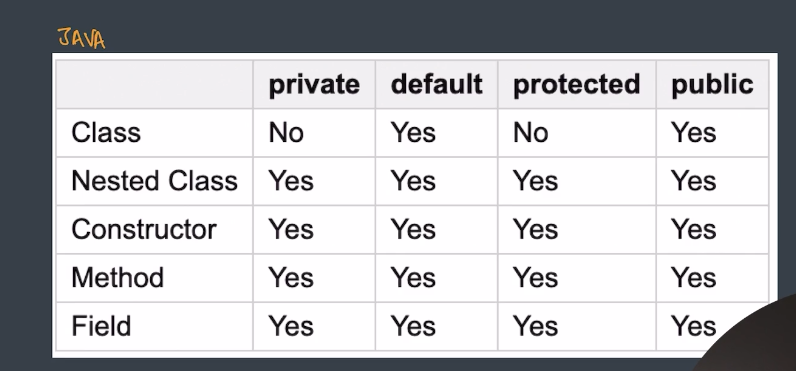 JAVA
private default protected public
Class No Yes No Yes
Nested Class Yes Yes Yes Yes
Constructor Yes Yes Yes Yes
Method Yes Yes Yes Yes
Field Yes Yes Yes Yes